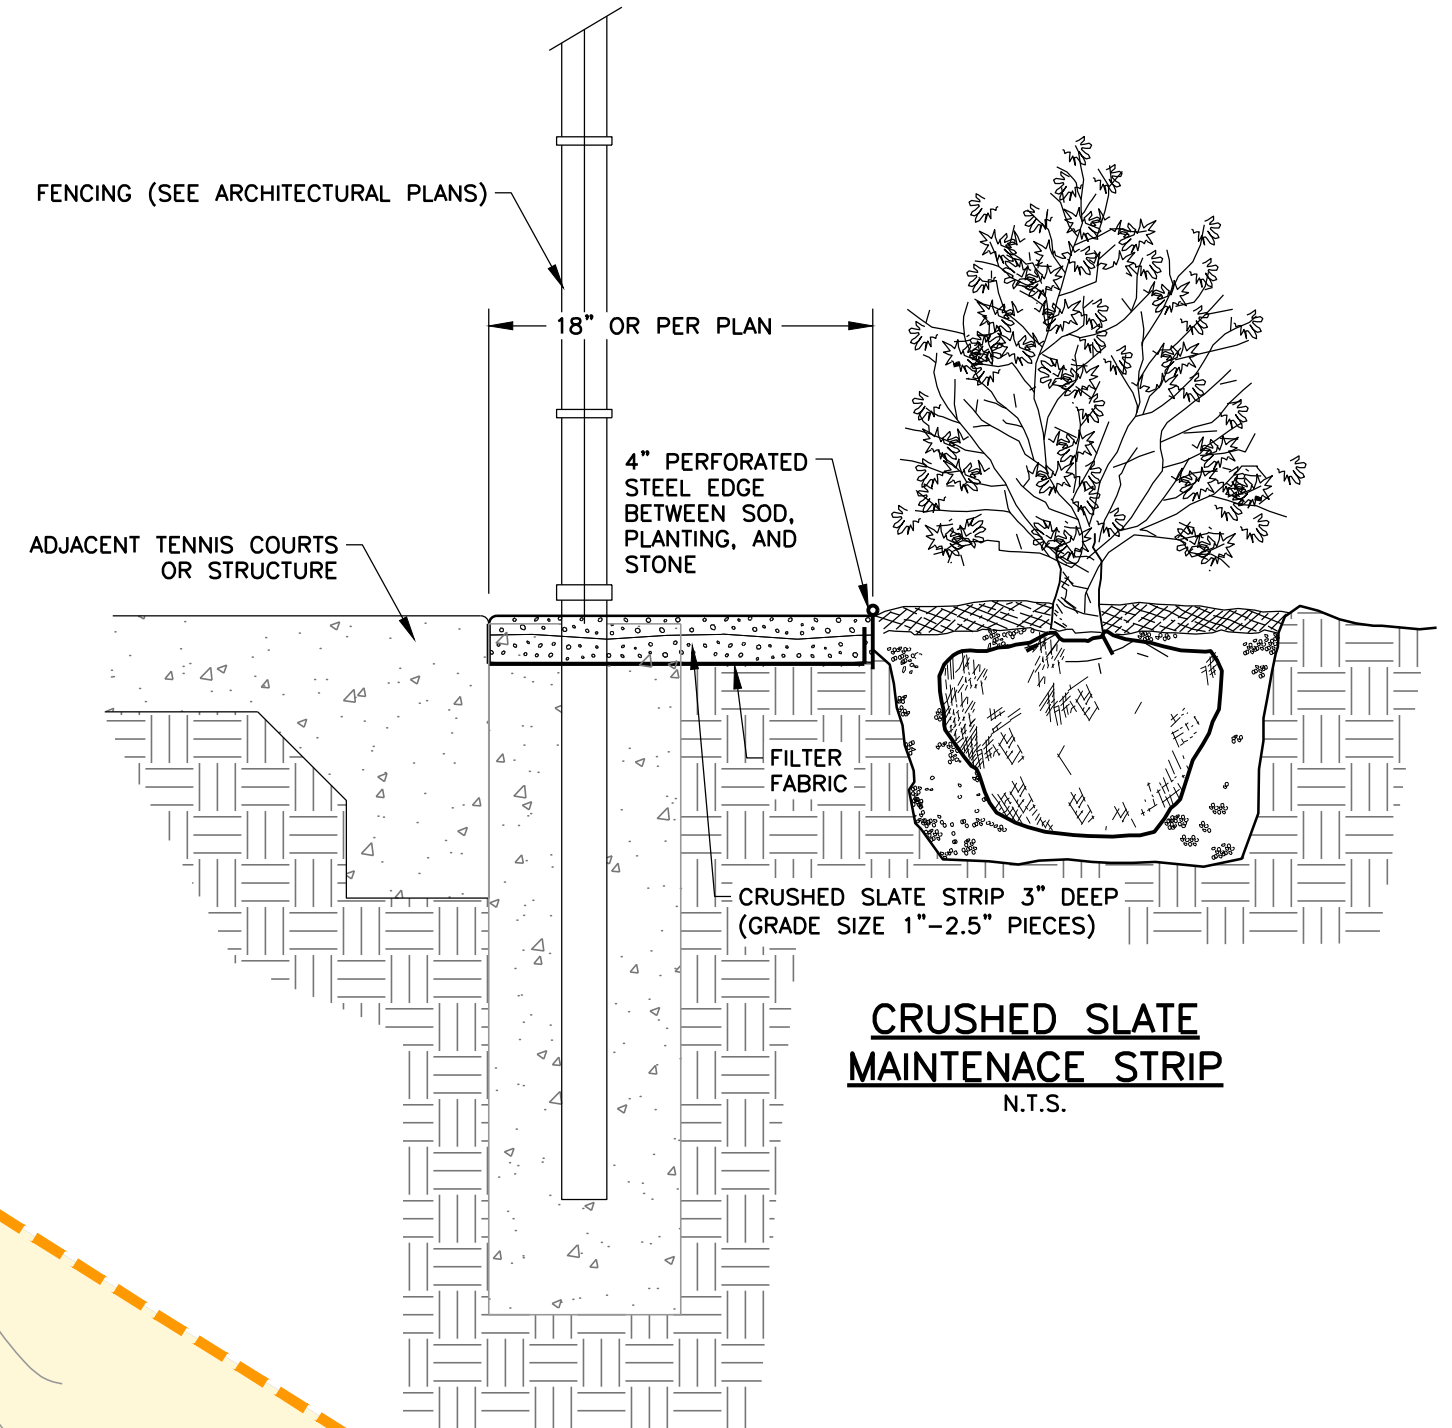 FENCING (SEE ARCHITECTURAL PLANS)
18" OR PER PLAN
4" PERFORATED
STEEL EDGE
BETWEEN SOD,
PLANTING, AND
STONE
ADJACENT TENNIS COURTS
OR STRUCTURE
FILTER
FABRIC
CRUSHED SLATE STRIP 3" DEEP
(GRADE SIZE 1"-2.5" PIECES)
CRUSHED SLATE
MAINTENACE STRIP
N.T.S.